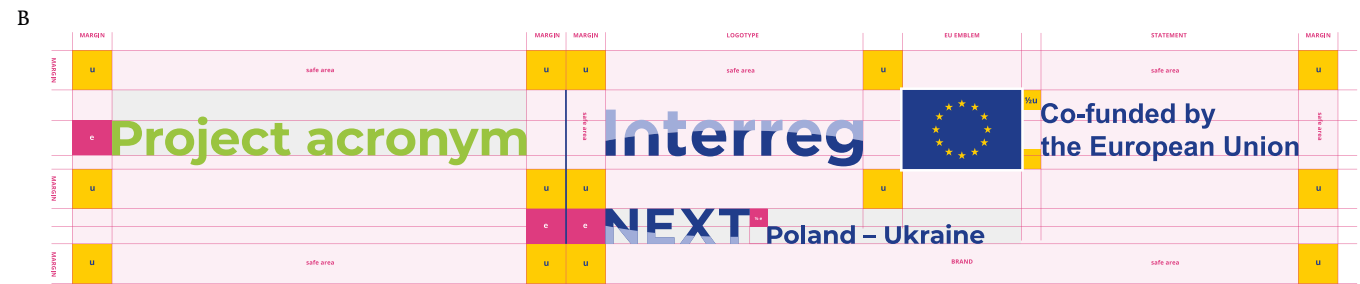 B
MARGIN MARGIN MARGIN LOGOTYPE EU EMBLEM STATEMENT MARGIN
MARGIN u safe area u u safe area u safe area u
½u
e Project acronym safe area Interreg Co-funded by safe area
the European Union
MARGIN u u u u u
e e NEXT ½ e Poland – Ukraine
MARGIN u safe area u u BRAND safe area u